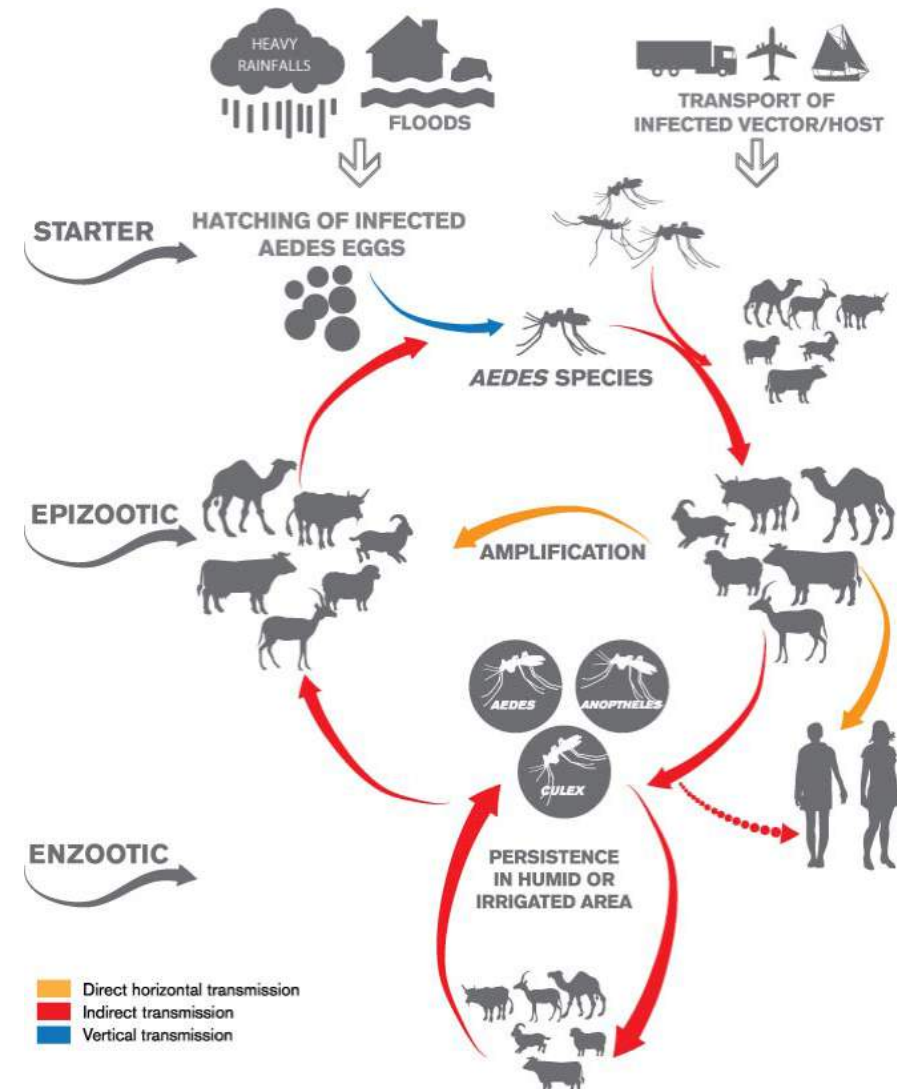 HEAVY
RAINFALLS
FLOODS
TRANSPORT OF
INFECTED VECTOR/HOST
STARTER
HATCHING OF INFECTED
AEDES EGGS
AEDES SPECIES
EPIZOOTIC
AMPLIFICATION
AEDES
ANOPTHELES
CULEX
ENZOOTIC
PERSISTENCE
IN HUMID OR
IRRIGATED AREA
Direct horizontal transmission
Indirect transmission
Vertical transmission